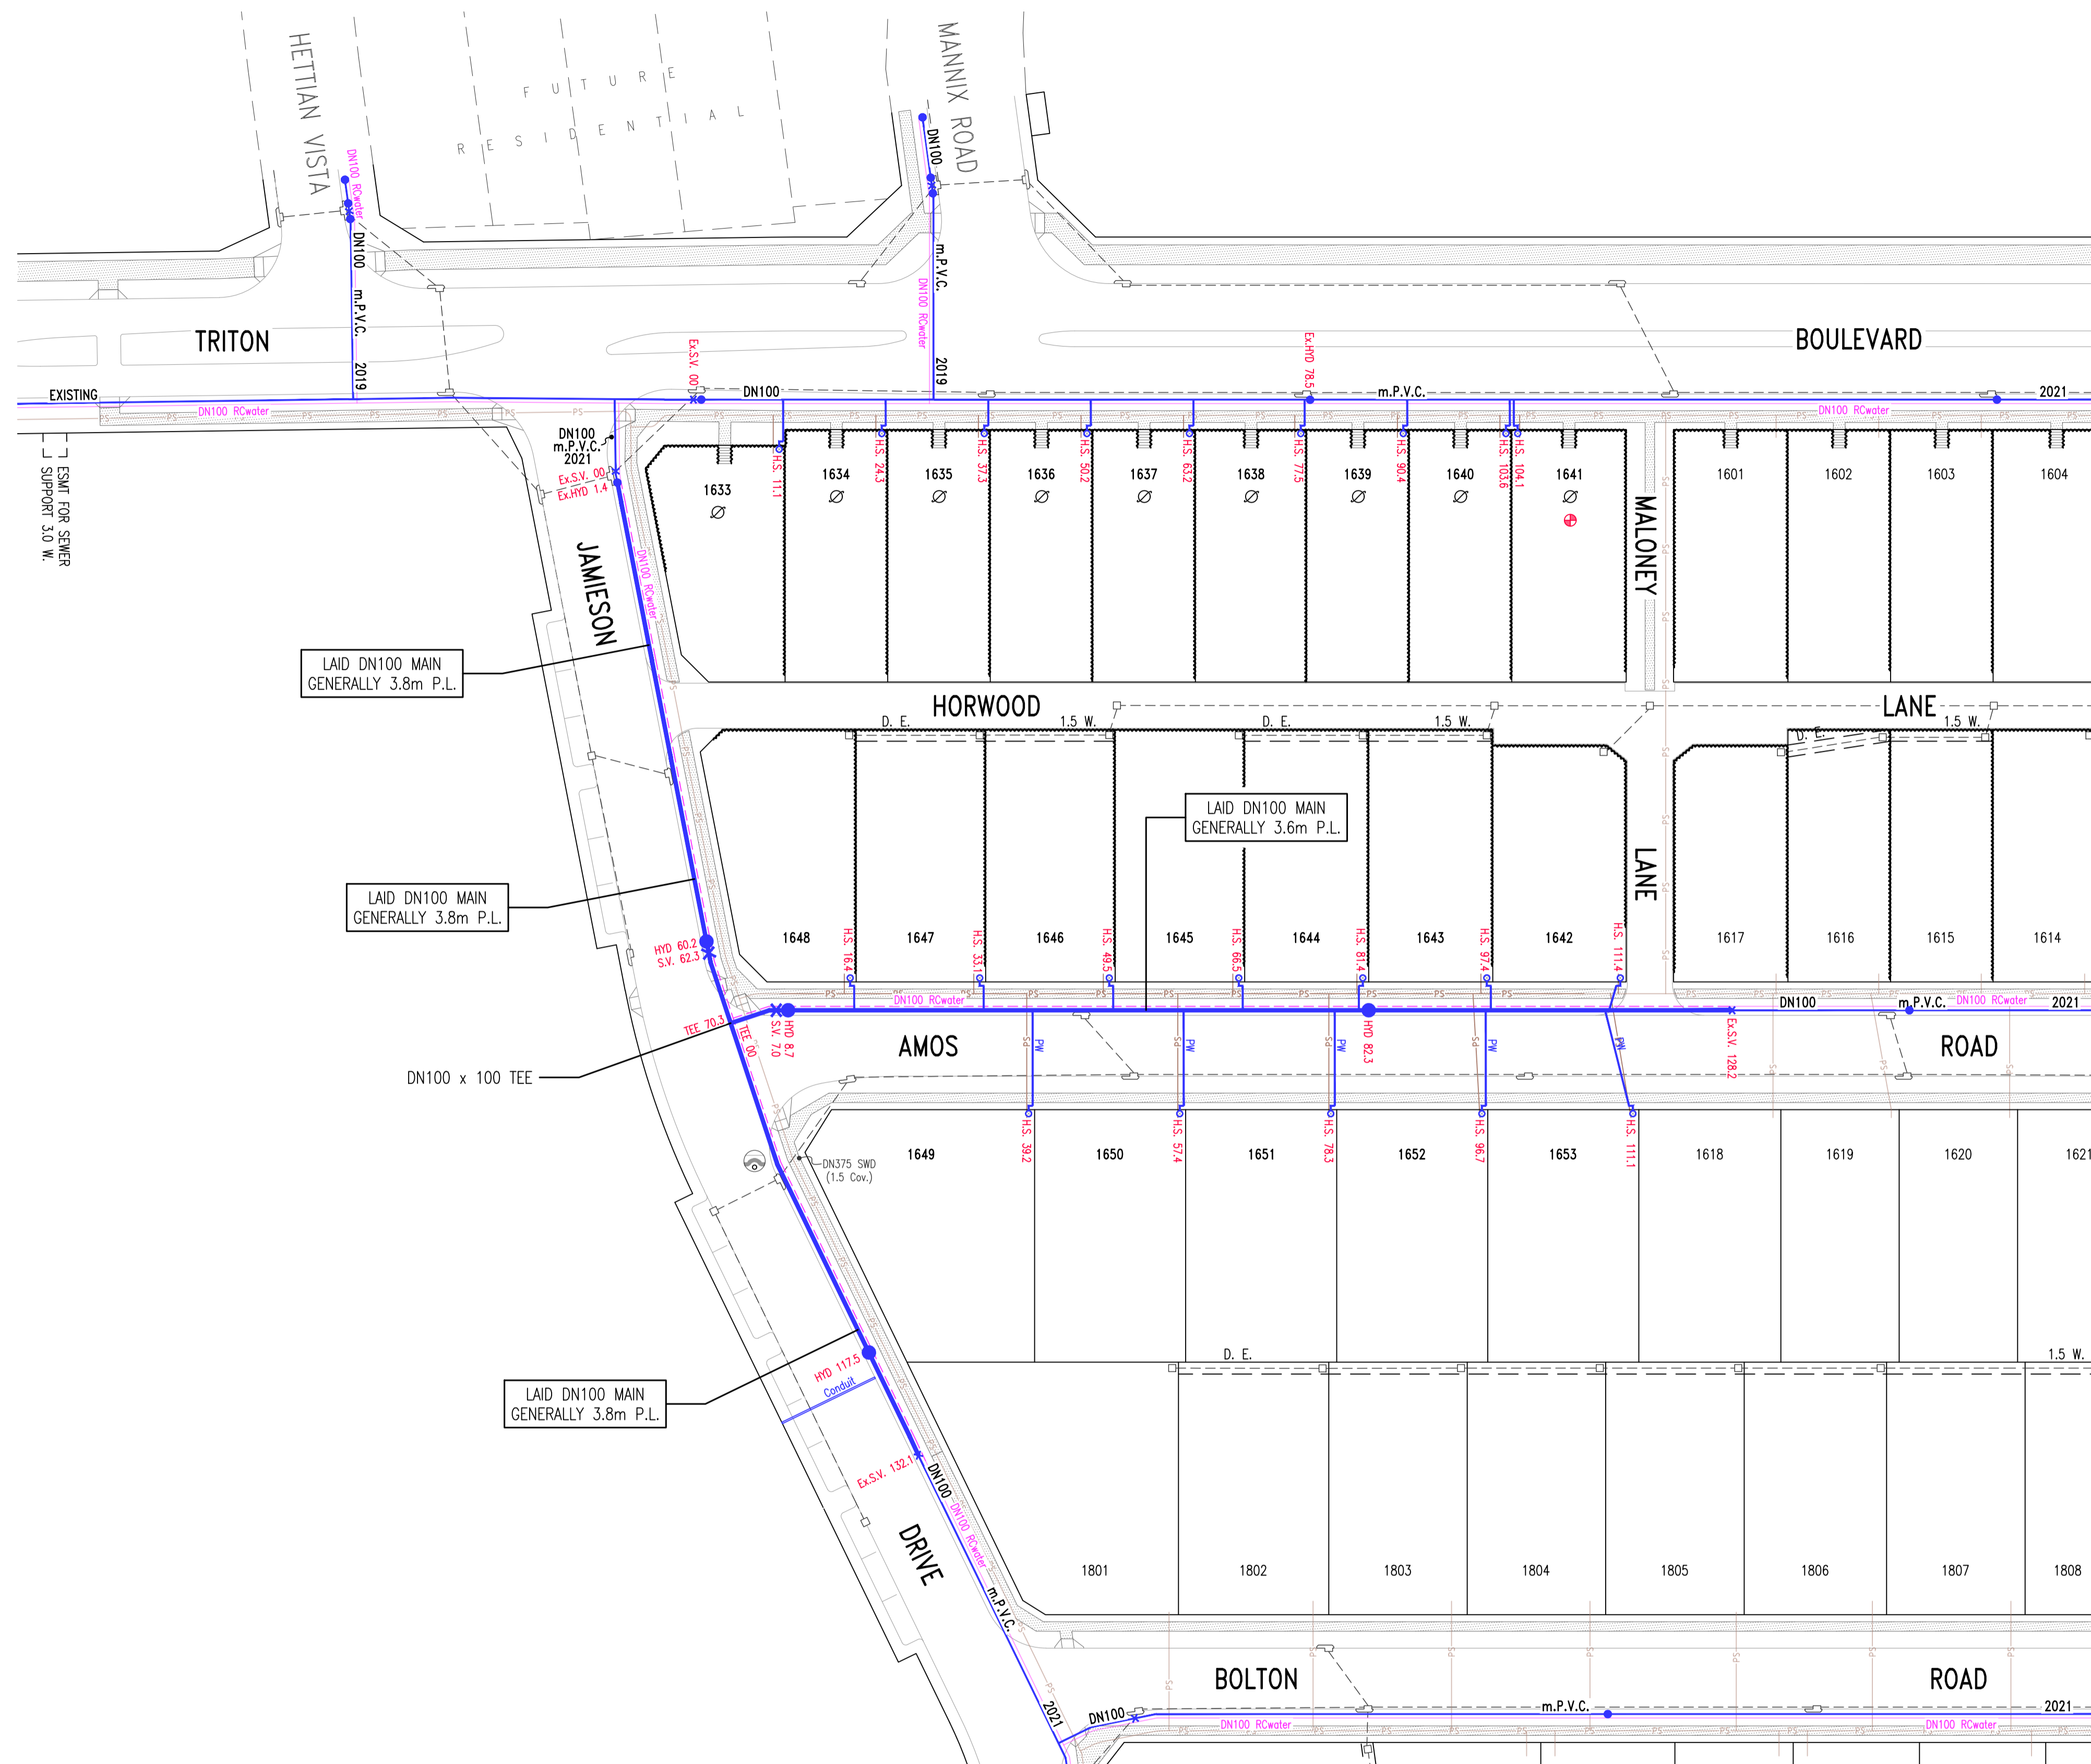 HETTIAN VISTA
FUTURE
RESIDENTIAL
MANNIX ROAD
DN100 RCwater
DN100
DN100
m.P.V.C.
2019
m.P.V.C.
DN100 RCwater
2019
TRITON
BOULEVARD
EXISTING
DN100 RCwater
Ex.S.V. 00
DN100
Ex.HYD 78.5
m.P.V.C.
2021
DN100 RCwater
ESMT FOR SEWER
SUPPORT 3.0 W.
DN100
m.P.V.C.
2021
Ex.S.V. 00
Ex.HYD 1.4
H.S. 11.1
H.S. 24.3
H.S. 37.3
H.S. 50.2
H.S. 63.2
H.S. 77.5
H.S. 90.4
H.S. 103.6
H.S. 104.1
1633
1634
1635
1636
1637
1638
1639
1640
1641
1601
1602
1603
1604
JAMIESON
DN100 RCwater
MALONEY
LAID DN100 MAIN
GENERALLY 3.8m P.L.
HORWOOD
LANE
D. E.
1.5 W.
D. E.
1.5 W.
D. E.
1.5 W.
LAID DN100 MAIN
GENERALLY 3.6m P.L.
LANE
LAID DN100 MAIN
GENERALLY 3.8m P.L.
HYD 60.2
S.V. 62.3
1648
H.S. 16.4
1647
H.S. 33.1
1646
H.S. 49.5
1645
H.S. 66.5
1644
H.S. 81.4
1643
H.S. 97.4
1642
H.S. 111.4
1617
1616
1615
1614
PS
DN100 RCwater
DN100
m.P.V.C.
DN100 RCwater
2021
TEE 70.3
TEE 00
S.V. 7.0
HYD 8.7
HYD 82.3
Ex.S.V. 128.2
AMOS
ROAD
PW
PW
PW
PW
PW
DN100 x 100 TEE
DN375 SWD
(1.5 Cov.)
1649
H.S. 39.2
1650
H.S. 57.4
1651
H.S. 78.3
1652
H.S. 96.7
1653
H.S. 111.1
1618
1619
1620
1621
D. E.
1.5 W.
HYD 117.5
Conduit
LAID DN100 MAIN
GENERALLY 3.8m P.L.
Ex.S.V. 132.1
DN100
DN100 RCwater
DRIVE
m.P.V.C.
2021
1801
1802
1803
1804
1805
1806
1807
1808
BOLTON
ROAD
DN100
m.P.V.C.
2021
DN100 RCwater
DN100 RCwater